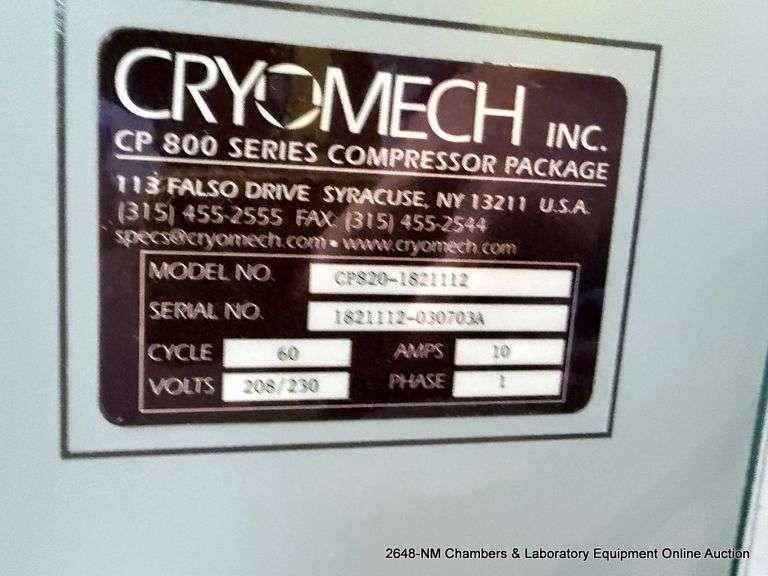 CRYOMECH INC.
CP 800 SERIES COMPRESSOR PACKAGE
113 FALSO DRIVE SYRACUSE, NY 13211 U.S.A.
(315) 455-2555 FAX (315) 455-2544
specs@cryomech.com • www.cryomech.com
MODEL NO. CP820-1821112
SERIAL NO. 1821112-030703A
CYCLE 60 AMPS 10
VOLTS 208/230 PHASE 1
2648-NM Chambers & Laboratory Equipment Online Auction